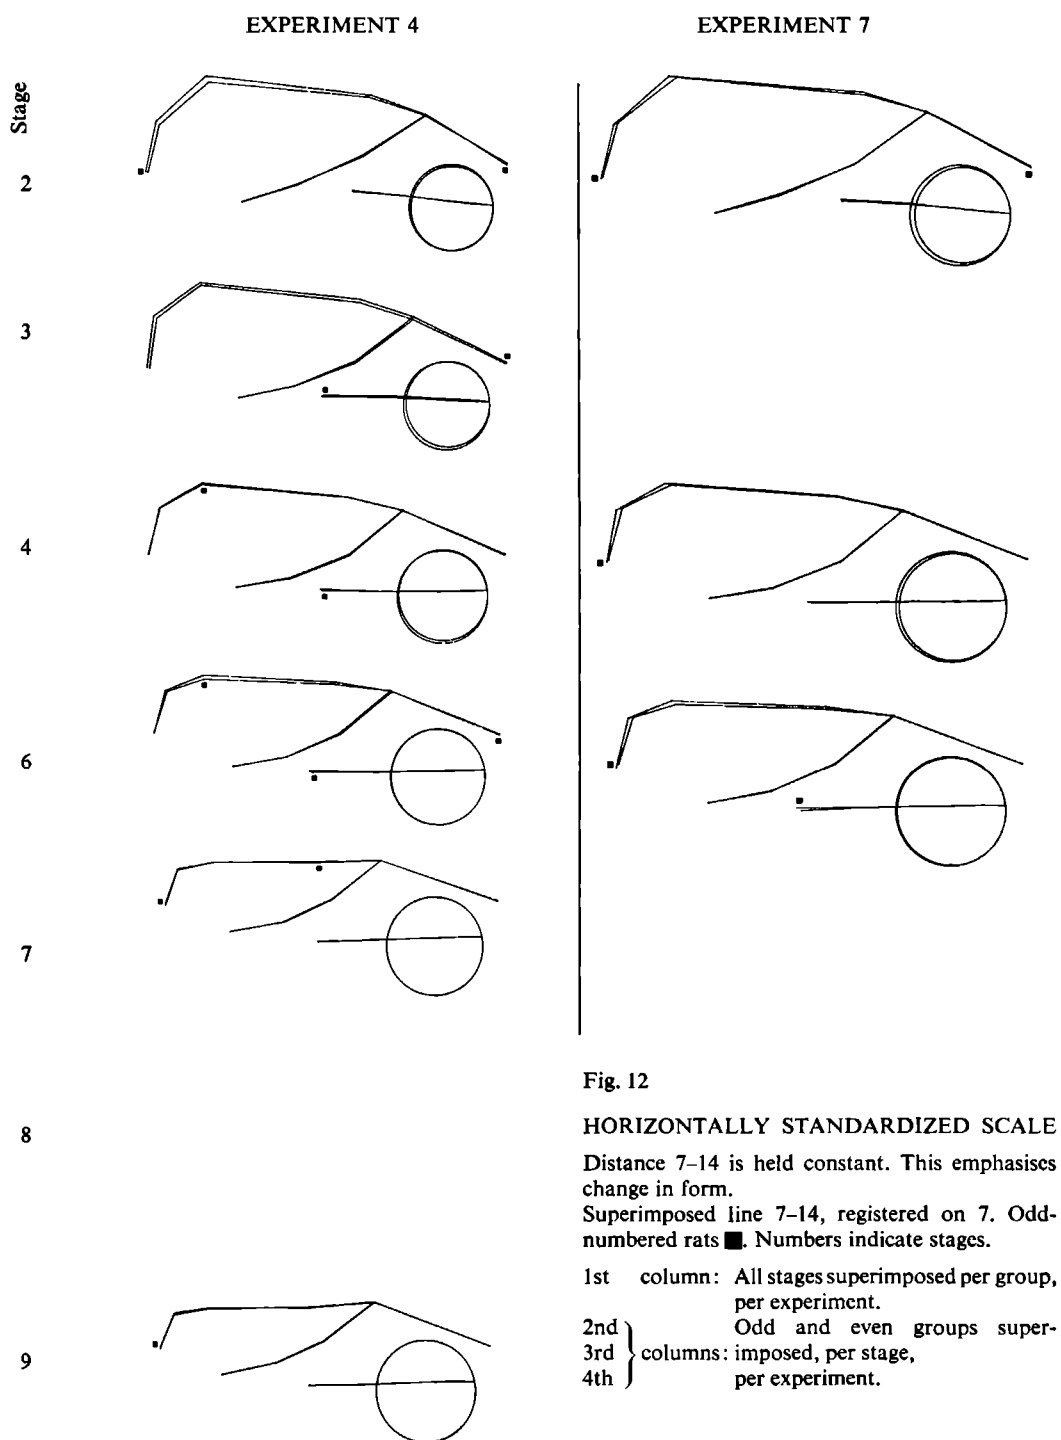 EXPERIMENT 4
EXPERIMENT 7
Stage
2
3
4
6
7
8
9
Fig. 12
HORIZONTALLY STANDARDIZED SCALE
Distance 7–14 is held constant. This emphasises
change in form.
Superimposed line 7–14, registered on 7. Odd-
numbered rats ■. Numbers indicate stages.
1st column: All stages superimposed per group,
per experiment.
2nd } Odd and even groups super-
3rd } columns: imposed, per stage,
4th } per experiment.